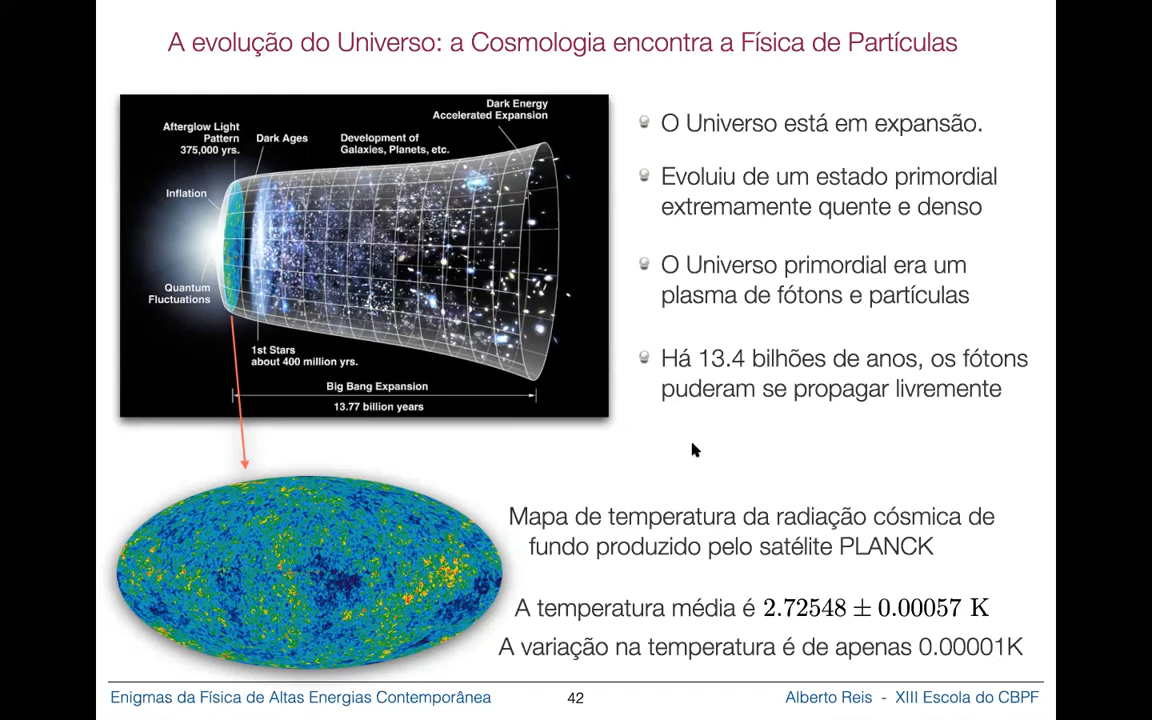 A evolução do Universo: a Cosmologia encontra a Física de Partículas
Dark Energy
Accelerated Expansion
Afterglow Light
Pattern
375,000 yrs.
Dark Ages
Development of
Galaxies, Planets, etc.
Inflation
Quantum
Fluctuations
1st Stars
about 400 million yrs.
Big Bang Expansion
13.77 billion years
O Universo está em expansão.
Evoluiu de um estado primordial
extremamente quente e denso
O Universo primordial era um
plasma de fótons e partículas
Há 13.4 bilhões de anos, os fótons
puderam se propagar livremente
Mapa de temperatura da radiação cósmica de
fundo produzido pelo satélite PLANCK
A temperatura média é 2.72548 ± 0.00057 K
A variação na temperatura é de apenas 0.00001K
Enigmas da Física de Altas Energias Contemporânea
42
Alberto Reis - XIII Escola do CBPF